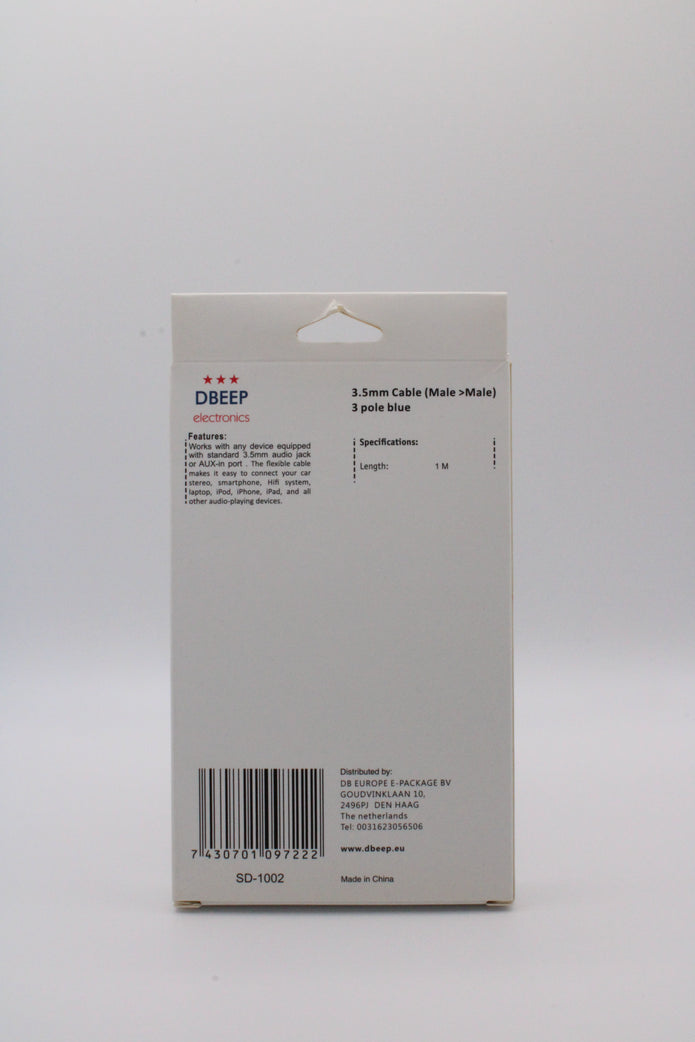 DBEEP
electronics
3.5mm Cable (Male >Male)
3 pole blue
Features:
Works with any device equipped
with standard 3.5mm audio jack
or AUX-in port . The flexible cable
makes it easy to connect your car
stereo, smartphone, Hifi system,
laptop, iPod, iPhone, iPad, and all
other audio-playing devices.
Specifications:
Length: 1 M
7 430701 097222
SD-1002
Distributed by:
DB EUROPE E-PACKAGE BV
GOUDVINKLAAN 10,
2496PJ DEN HAAG
The netherlands
Tel: 0031623056506
www.dbeep.eu
Made in China